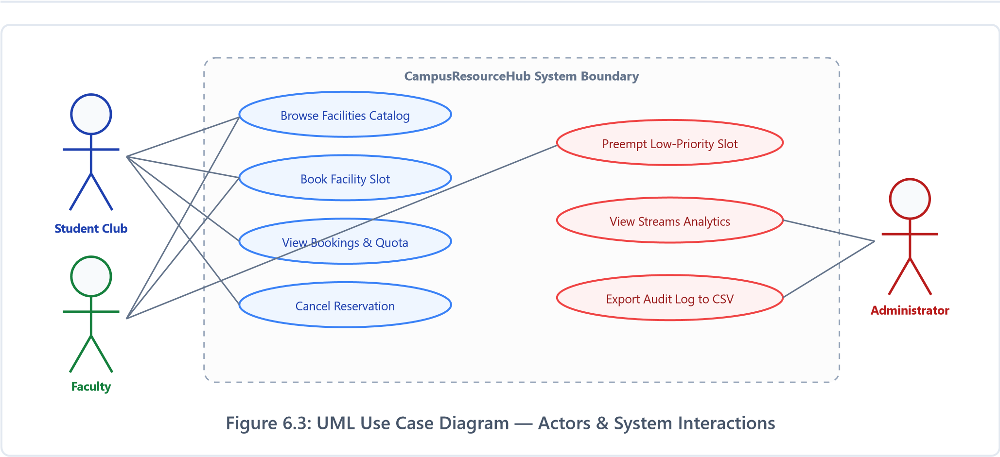 CampusResourceHub System Boundary
Browse Facilities Catalog
Book Facility Slot
View Bookings & Quota
Cancel Reservation
Preempt Low-Priority Slot
View Streams Analytics
Export Audit Log to CSV
Student Club
Faculty
Administrator
Figure 6.3: UML Use Case Diagram — Actors & System Interactions